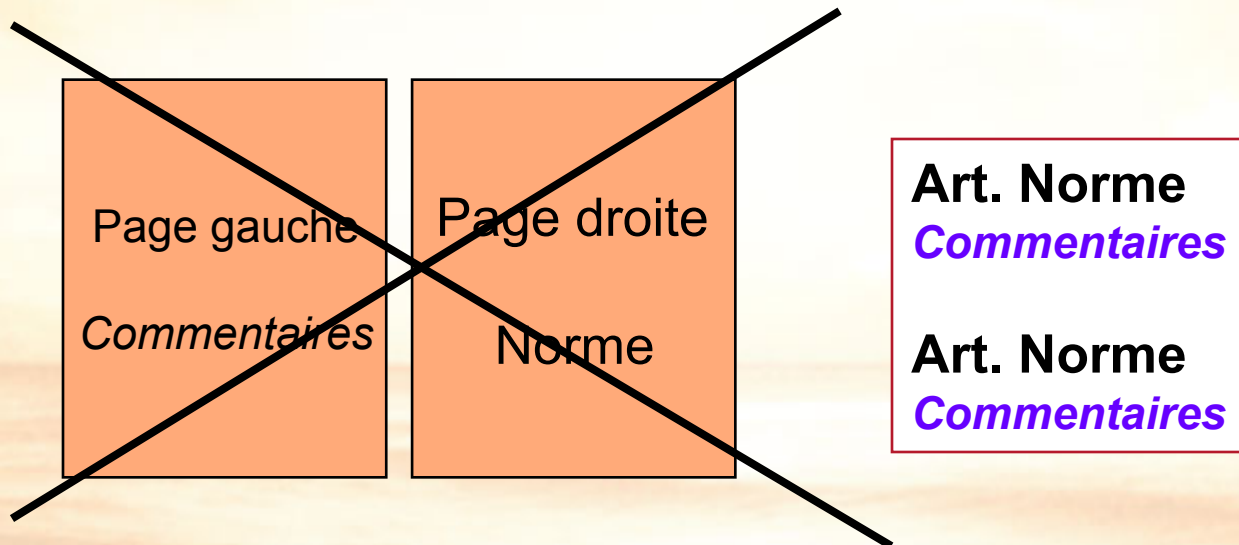 Page gauche
Commentaires
Page droite
Norme
Art. Norme
Commentaires
Art. Norme
Commentaires